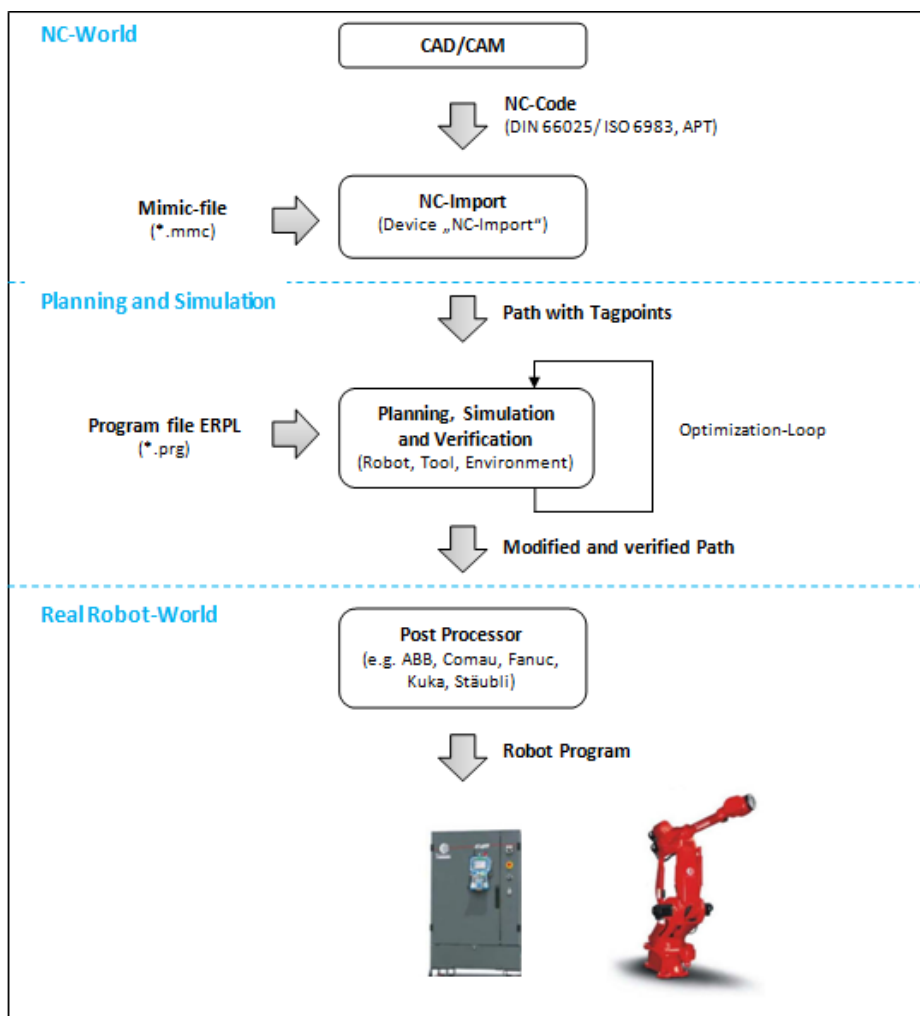 NC-World
CAD/CAM
NC-Code
(DIN 66025/ ISO 6983, APT)
Mimic-file
(*.mmc)
NC-Import
(Device „NC-Import“)
Planning and Simulation
Path with Tagpoints
Program file ERPL
(*.prg)
Planning, Simulation
and Verification
(Robot, Tool, Environment)
Optimization-Loop
Modified and verified Path
Real Robot-World
Post Processor
(e.g. ABB, Comau, Fanuc,
Kuka, Stäubli)
Robot Program